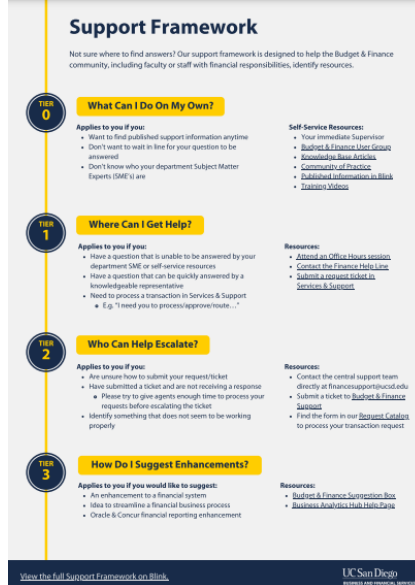 Support Framework
Not sure where to find answers? Our support framework is designed to help the Budget & Finance
community, including faculty or staff with financial responsibilities, identify resources.
TIER
0
What Can I Do On My Own?
Applies to you if you:
• Want to find published support information anytime
• Don't want to wait in line for your question to be
answered
• Don't know who your department Subject Matter
Experts (SME's) are
Self-Service Resources:
• Your immediate Supervisor
• Budget & Finance User Group
• Knowledge Base Articles
• Community of Practice
• Published Information in Blink
• Training Videos
TIER
1
Where Can I Get Help?
Applies to you if you:
• Have a question that is unable to be answered by your
department SME or self-service resources
• Have a question that can be quickly answered by a
knowledgeable representative
• Need to process a transaction in Services & Support
E.g. "I need you to process/approve/route..."
Resources:
• Attend an Office Hours session
• Contact the Finance Help Line
• Submit a request ticket in
Services & Support
TIER
2
Who Can Help Escalate?
Applies to you if you:
• Are unsure how to submit your request/ticket
• Have submitted a ticket and are not receiving a response
Please try to give agents enough time to process your
requests before escalating the ticket
• Identify something that does not seem to be working
properly
Resources:
• Contact the central support team
directly at financesupport@ucsd.edu
• Submit a ticket to Budget & Finance
Support
• Find the form in our Request Catalog
to process your transaction request
TIER
3
How Do I Suggest Enhancements?
Applies to you if you would like to suggest:
• An enhancement to a financial system
• Idea to streamline a financial business process
• Oracle & Concur financial reporting enhancement
Resources:
• Budget & Finance Suggestion Box
• Business Analytics Hub Help Page
View the full Support Framework on Blink.
UC San Diego
BUSINESS AND FINANCIAL SERVICES